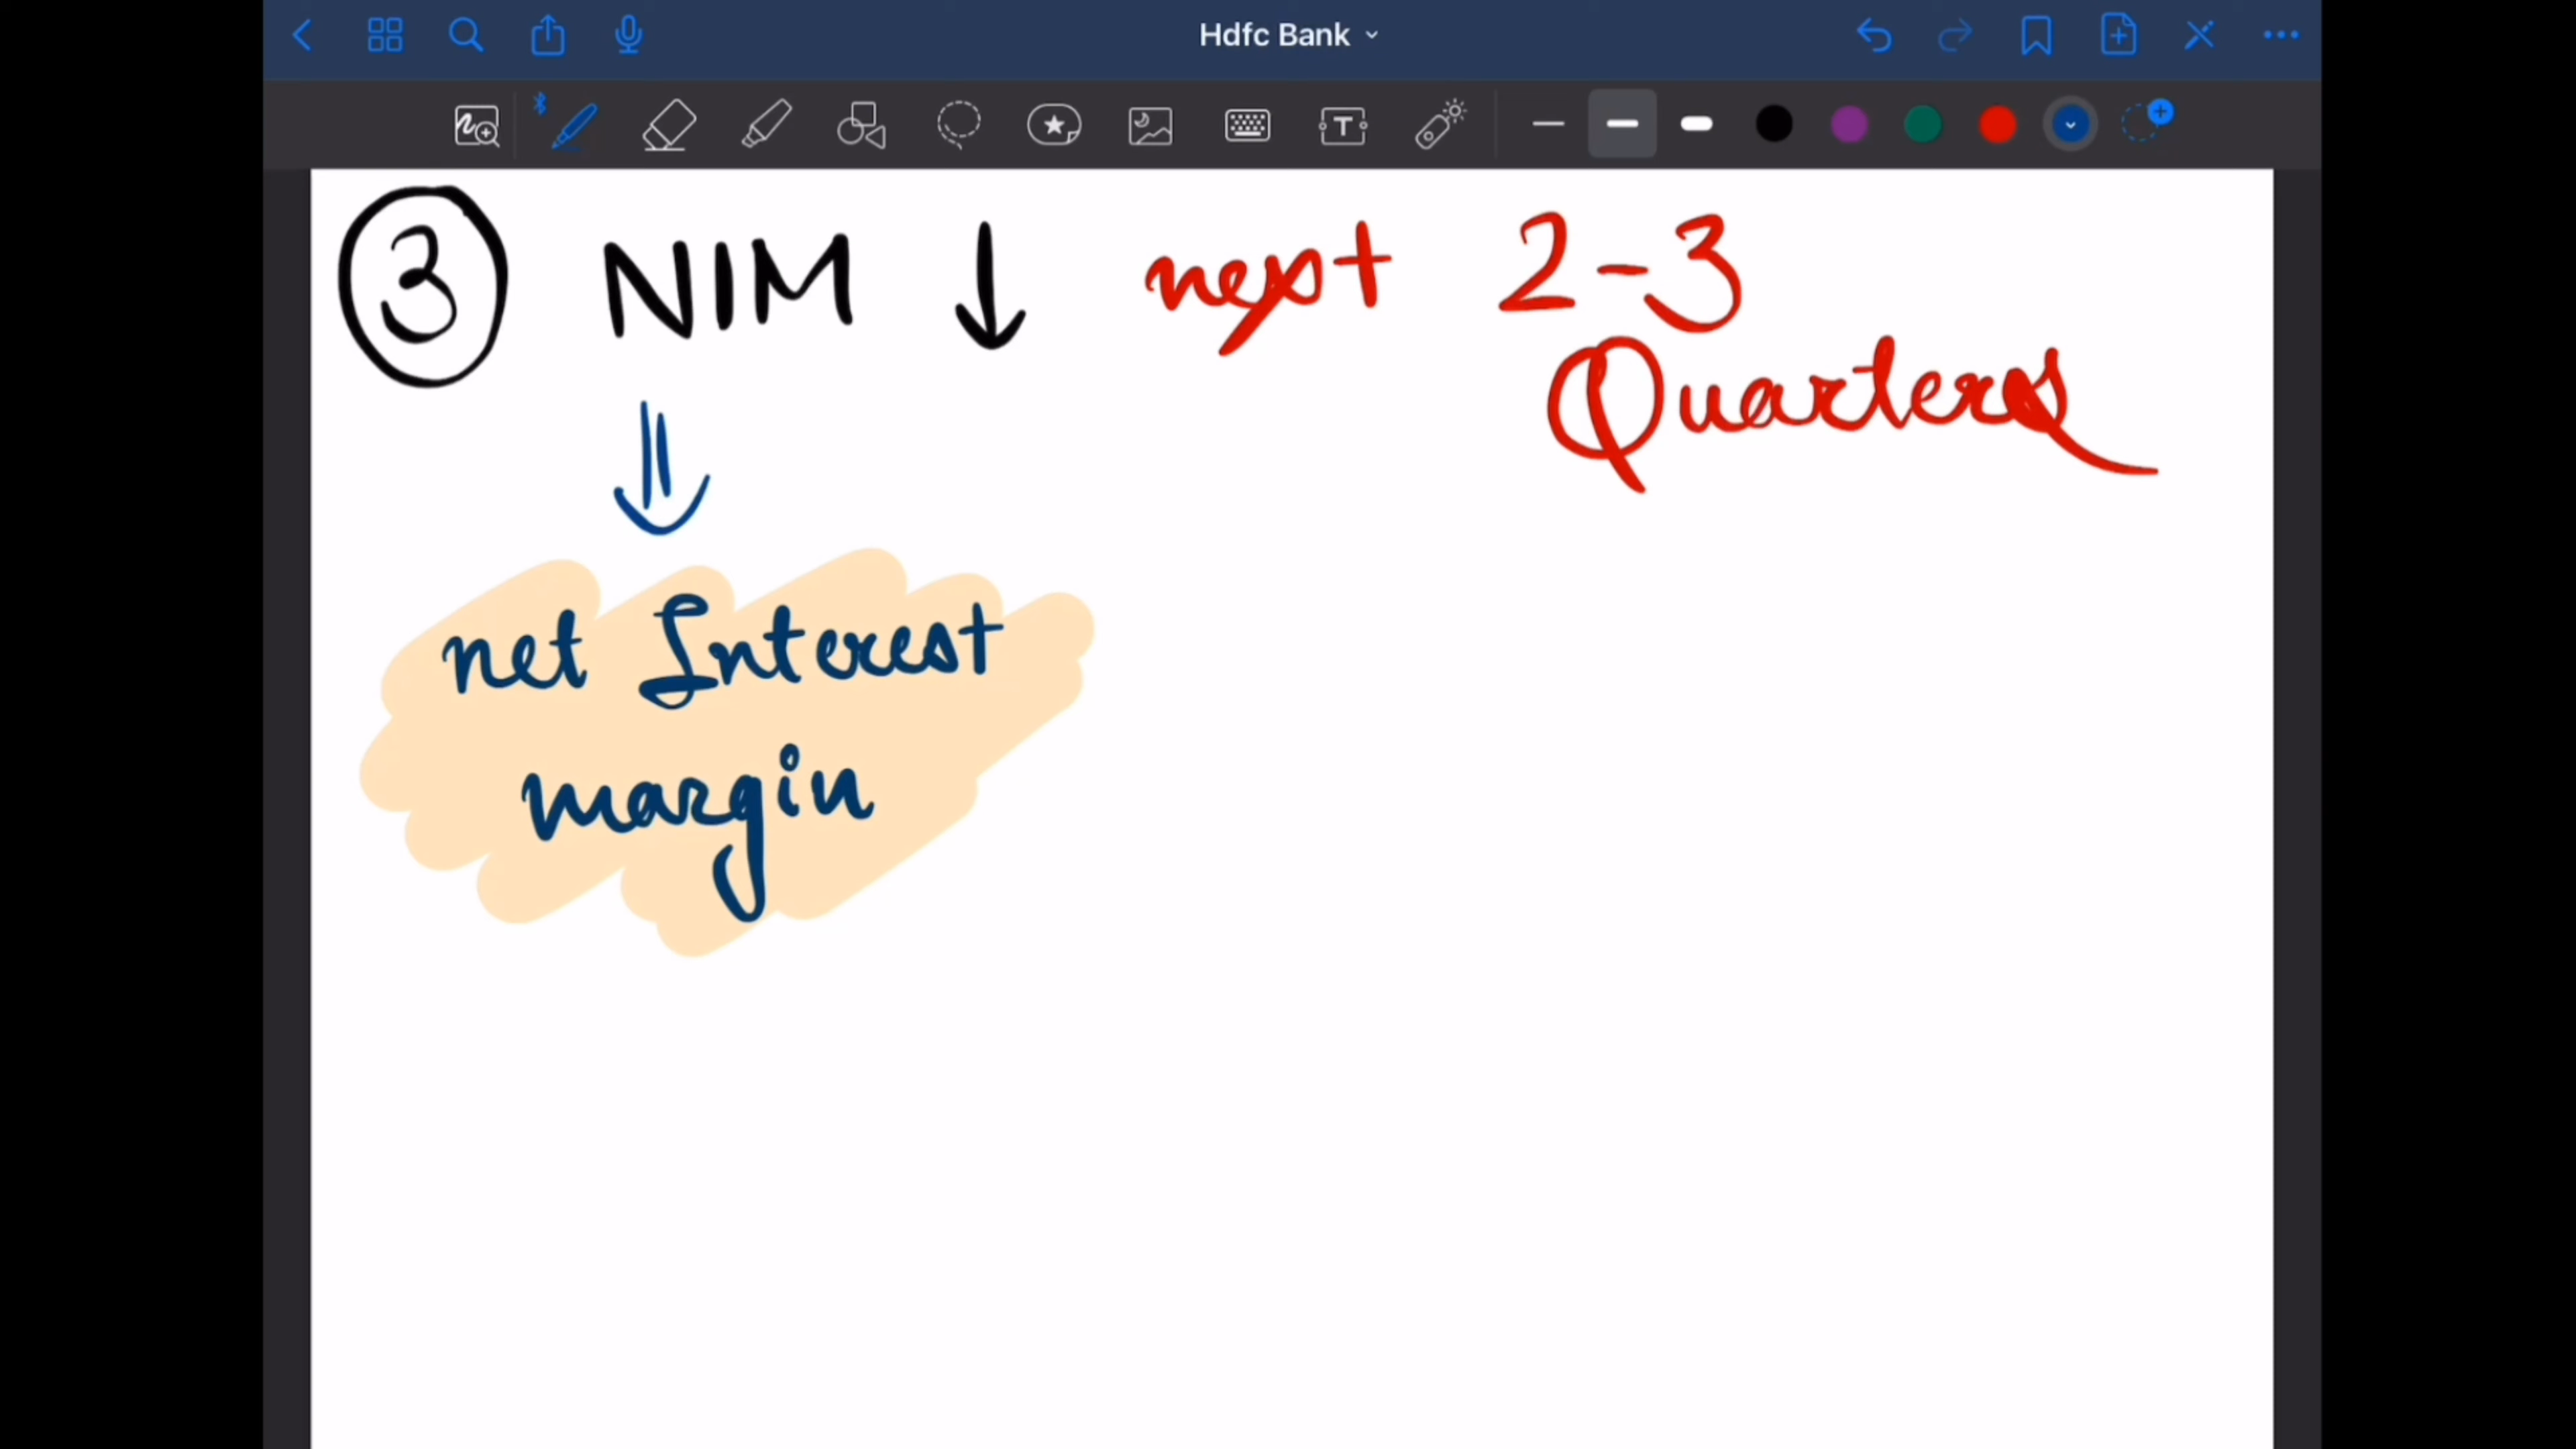 Hdfc Bank
③ NIM ↓ next 2-3
Quarters
⇓
net Interest
margin